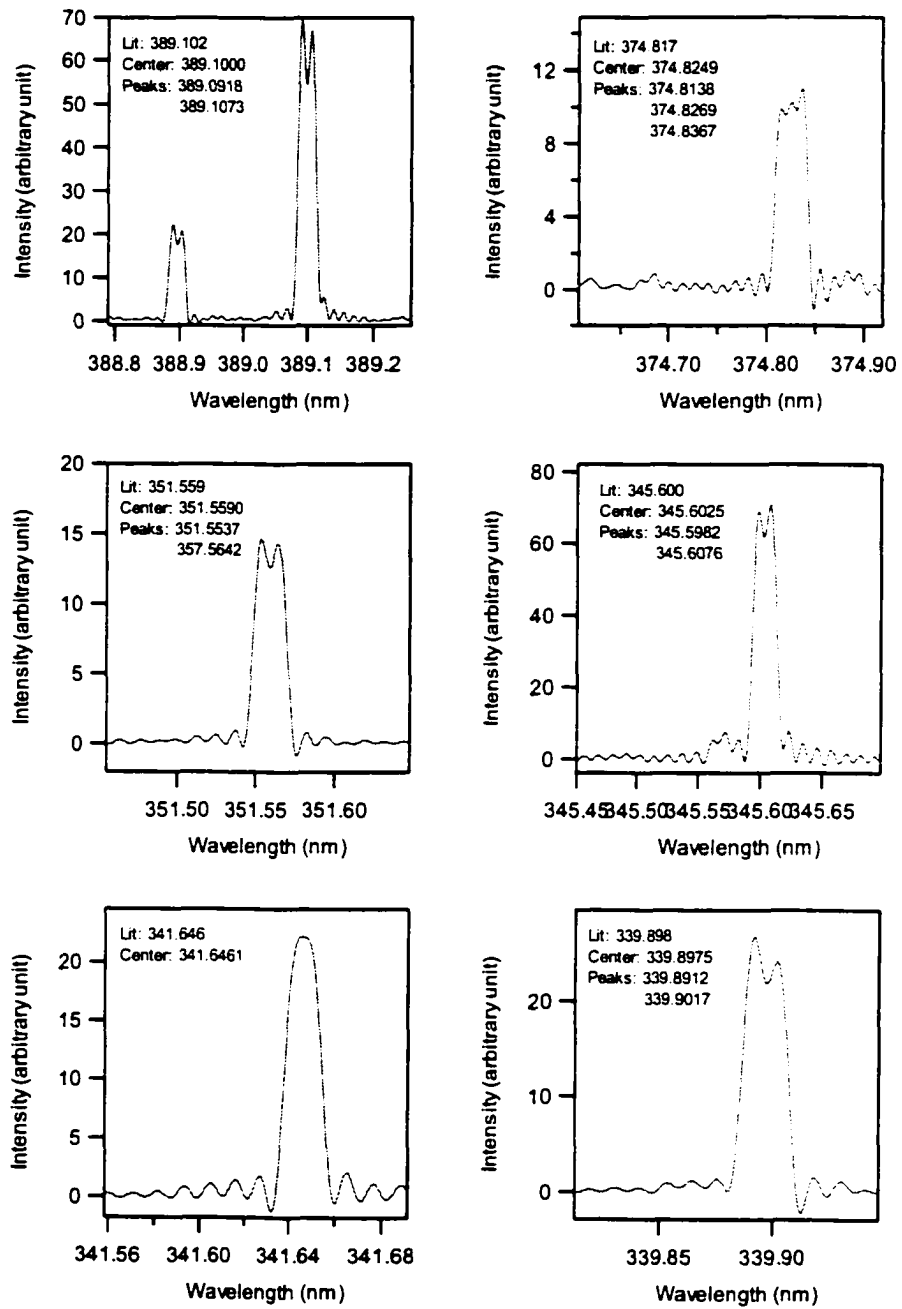 70
60
50
40
30
20
10
0
Intensity (arbitrary unit)
Lit: 389.102
Center: 389.1000
Peaks: 389.0918
389.1073
388.8 388.9 389.0 389.1 389.2
Wavelength (nm)
12
8
4
0
Intensity (arbitrary unit)
Lit: 374.817
Center: 374.8249
Peaks: 374.8138
374.8269
374.8367
374.70 374.80 374.90
Wavelength (nm)
20
15
10
5
0
Intensity (arbitrary unit)
Lit: 351.559
Center: 351.5590
Peaks: 351.5537
357.5642
351.50 351.55 351.60
Wavelength (nm)
80
60
40
20
0
Intensity (arbitrary unit)
Lit: 345.600
Center: 345.6025
Peaks: 345.5982
345.6076
345.45 345.50 345.55 345.60 345.65
Wavelength (nm)
20
15
10
5
0
Intensity (arbitrary unit)
Lit: 341.646
Center: 341.6461
341.56 341.60 341.64 341.68
Wavelength (nm)
20
10
0
Intensity (arbitrary unit)
Lit: 339.898
Center: 339.8975
Peaks: 339.8912
339.9017
339.85 339.90
Wavelength (nm)